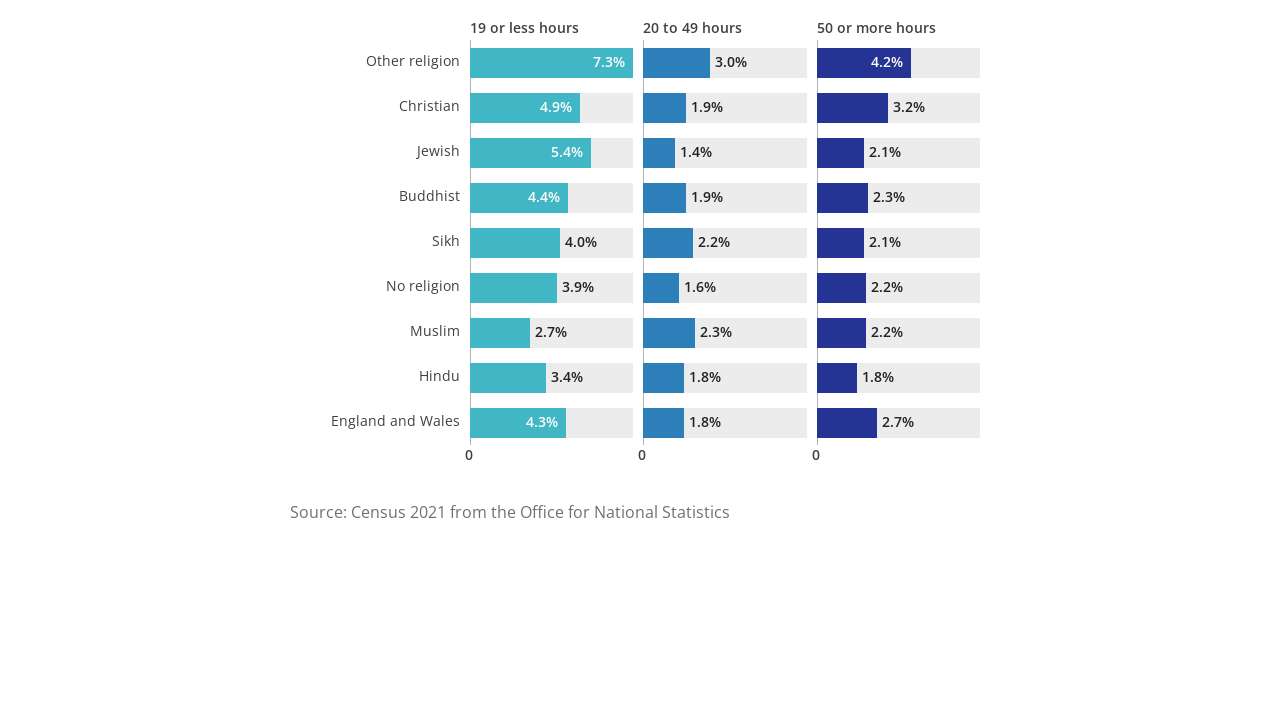 19 or less hours 20 to 49 hours 50 or more hours
Other religion 7.3% 3.0% 4.2%
Christian 4.9% 1.9% 3.2%
Jewish 5.4% 1.4% 2.1%
Buddhist 4.4% 1.9% 2.3%
Sikh 4.0% 2.2% 2.1%
No religion 3.9% 1.6% 2.2%
Muslim 2.7% 2.3% 2.2%
Hindu 3.4% 1.8% 1.8%
England and Wales 4.3% 1.8% 2.7%
0 0 0
Source: Census 2021 from the Office for National Statistics